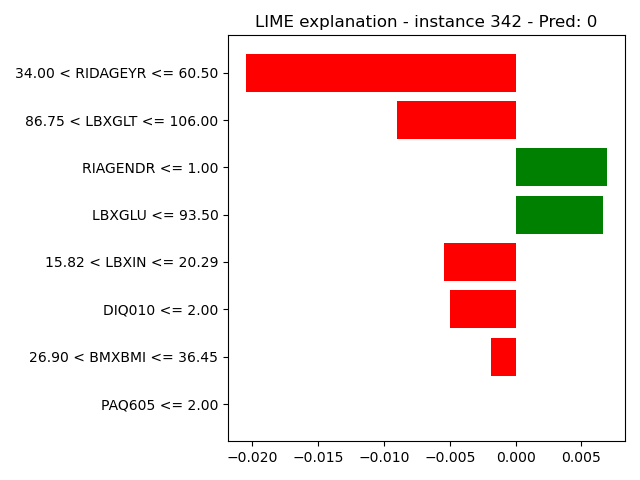 LIME explanation - instance 342 - Pred: 0
34.00 < RIDAGEYR <= 60.50
86.75 < LBXGLT <= 106.00
RIAGENDR <= 1.00
LBXGLU <= 93.50
15.82 < LBXIN <= 20.29
DIQ010 <= 2.00
26.90 < BMXBMI <= 36.45
PAQ605 <= 2.00
−0.020 −0.015 −0.010 −0.005 0.000 0.005